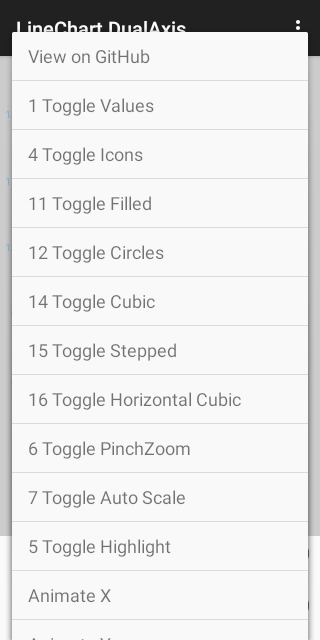 LineChart DualAxis
View on GitHub
1 Toggle Values
4 Toggle Icons
11 Toggle Filled
12 Toggle Circles
14 Toggle Cubic
15 Toggle Stepped
16 Toggle Horizontal Cubic
6 Toggle PinchZoom
7 Toggle Auto Scale
5 Toggle Highlight
Animate X